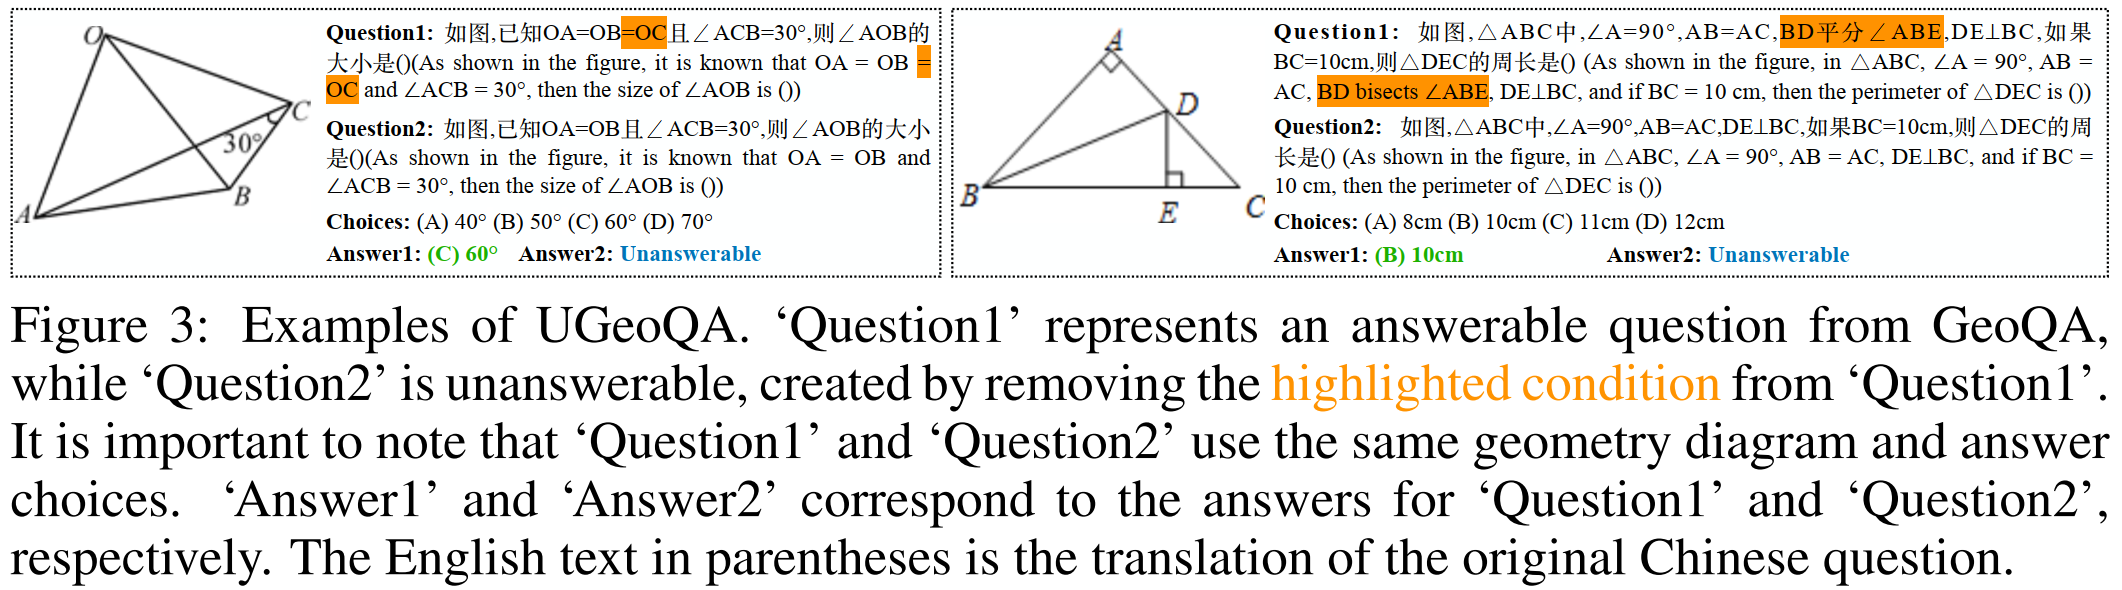 O
C
30°
B
A
Question1: 如图,已知OA=OB=OC且∠ACB=30°,则∠AOB的
大小是()(As shown in the figure, it is known that OA = OB =
OC and ∠ACB = 30°, then the size of ∠AOB is ())
Question2: 如图,已知OA=OB且∠ACB=30°,则∠AOB的大小
是()(As shown in the figure, it is known that OA = OB and
∠ACB = 30°, then the size of ∠AOB is ())
Choices: (A) 40° (B) 50° (C) 60° (D) 70°
Answer1: (C) 60° Answer2: Unanswerable
A
D
B
E
C
Question1: 如图,△ABC中,∠A=90°,AB=AC,BD平分∠ABE,DE⊥BC,如果
BC=10cm,则△DEC的周长是() (As shown in the figure, in △ABC, ∠A = 90°, AB =
AC, BD bisects ∠ABE, DE⊥BC, and if BC = 10 cm, then the perimeter of △DEC is ())
Question2: 如图,△ABC中,∠A=90°,AB=AC,DE⊥BC,如果BC=10cm,则△DEC的周
长是() (As shown in the figure, in △ABC, ∠A = 90°, AB = AC, DE⊥BC, and if BC =
10 cm, then the perimeter of △DEC is ())
Choices: (A) 8cm (B) 10cm (C) 11cm (D) 12cm
Answer1: (B) 10cm Answer2: Unanswerable
Figure 3: Examples of UGeoQA. ‘Question1’ represents an answerable question from GeoQA,
while ‘Question2’ is unanswerable, created by removing the highlighted condition from ‘Question1’.
It is important to note that ‘Question1’ and ‘Question2’ use the same geometry diagram and answer
choices. ‘Answer1’ and ‘Answer2’ correspond to the answers for ‘Question1’ and ‘Question2’,
respectively. The English text in parentheses is the translation of the original Chinese question.